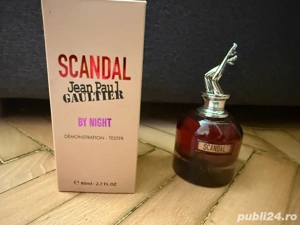 SCANDAL
Jean Paul
GAULTIER
BY NIGHT
DÉMONSTRATION - TESTER
e 80ml - 2.7 FL.OZ
SCANDAL
publi24.ro